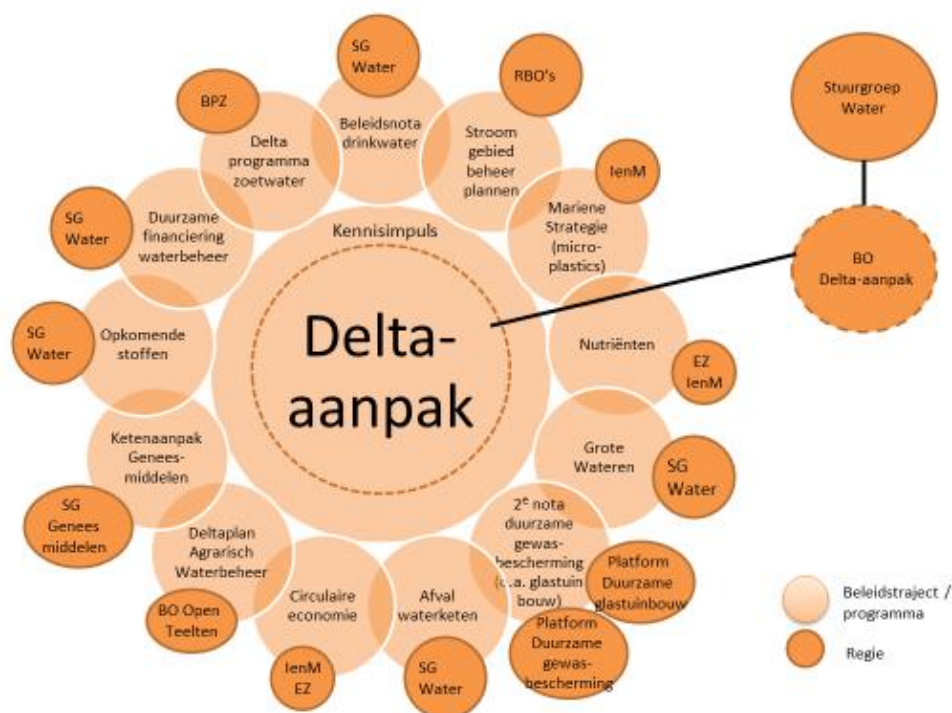 SG
Water
BPZ
Beleidsnota
drinkwater
RBO's
Delta
programma
zoetwater
Stroom
gebied
beheer
plannen
Stuurgroep
Water
IenM
SG
Water
Duurzame
financiering
waterbeheer
Kennisimpuls
Mariene
Strategie
(micro-
plastics)
BO
Delta-aanpak
SG
Water
Opkomende
stoffen
Delta-
aanpak
Nutriënten
EZ
IenM
Ketenaanpak
Genees-
middelen
Grote
Wateren
SG
Water
SG
Genees
middelen
Deltaplan
Agrarisch
Waterbeheer
2e nota
duurzame
gewas-
bescherming
(o.a. glastuin
bouw)
Platform
Duurzame
glastuinbouw
BO Open
Teelten
Circulaire
economie
Afval
waterketen
Platform
Duurzame
gewas-
bescherming
IenM
EZ
SG
Water
Beleidstraject /
programma
Regie